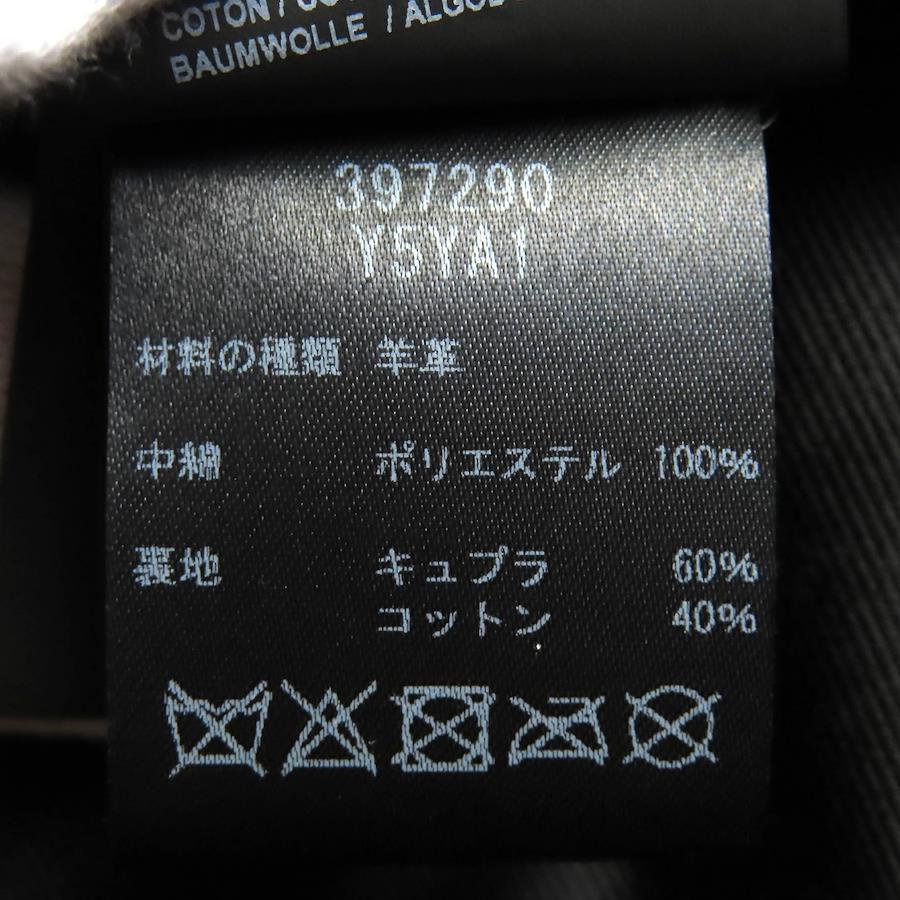 COTON /
BAUMWOLLE /
397290
Y5YA1
材料の種類 羊革
中綿 ポリエステル 100%
裏地 キュプラ 60%
コットン 40%